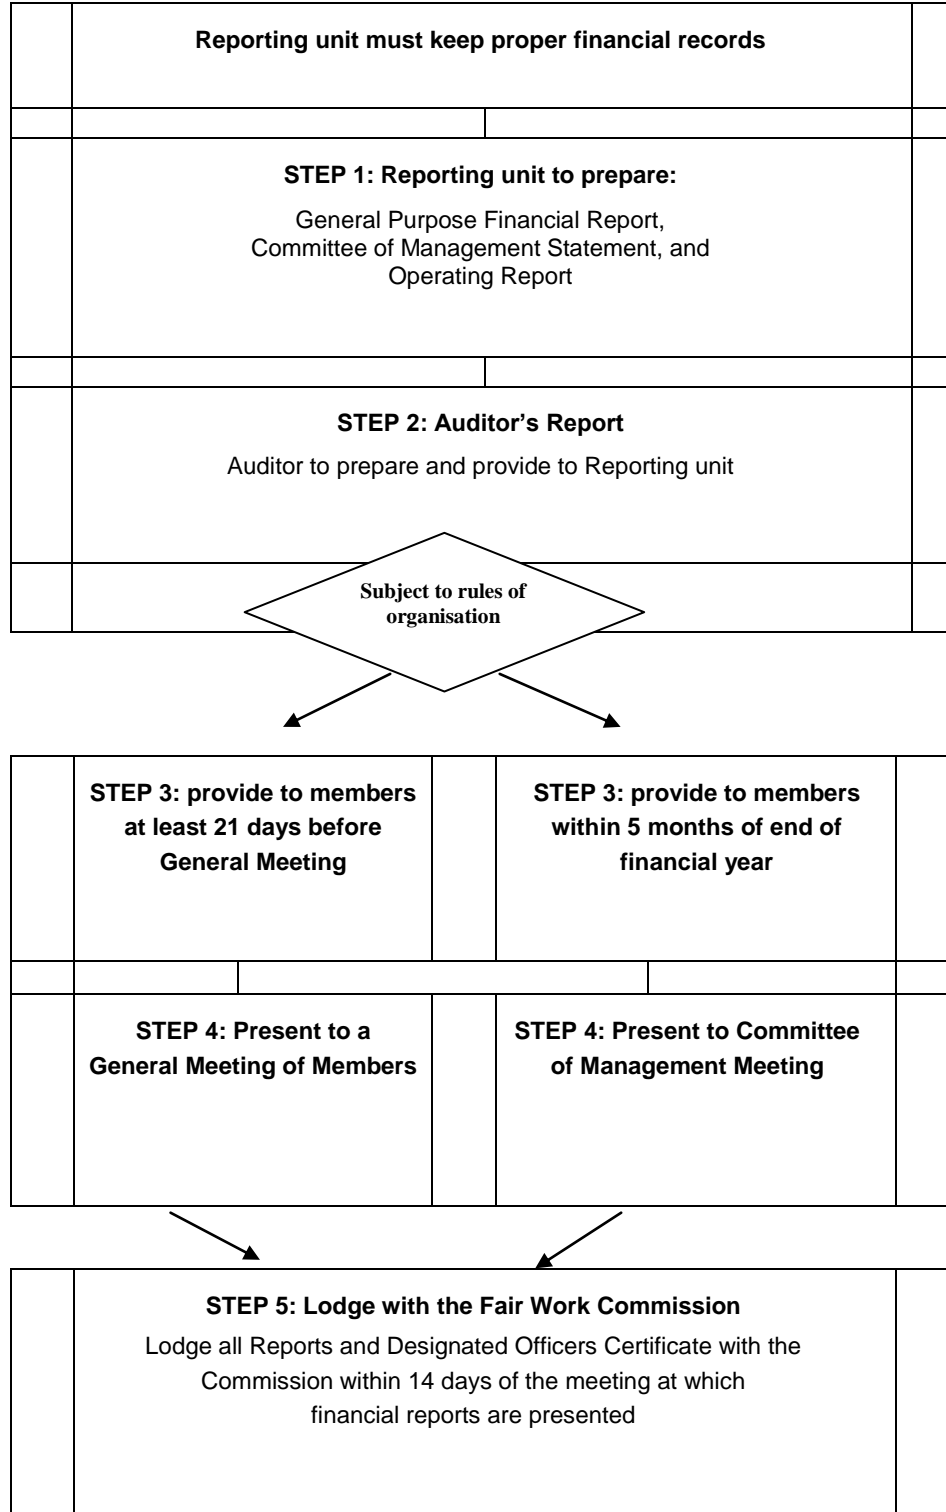 Reporting unit must keep proper financial records
STEP 1: Reporting unit to prepare:
General Purpose Financial Report,
Committee of Management Statement, and
Operating Report
STEP 2: Auditor’s Report
Auditor to prepare and provide to Reporting unit
Subject to rules of
organisation
STEP 3: provide to members
at least 21 days before
General Meeting
STEP 3: provide to members
within 5 months of end of
financial year
STEP 4: Present to a
General Meeting of Members
STEP 4: Present to Committee
of Management Meeting
STEP 5: Lodge with the Fair Work Commission
Lodge all Reports and Designated Officers Certificate with the
Commission within 14 days of the meeting at which
financial reports are presented